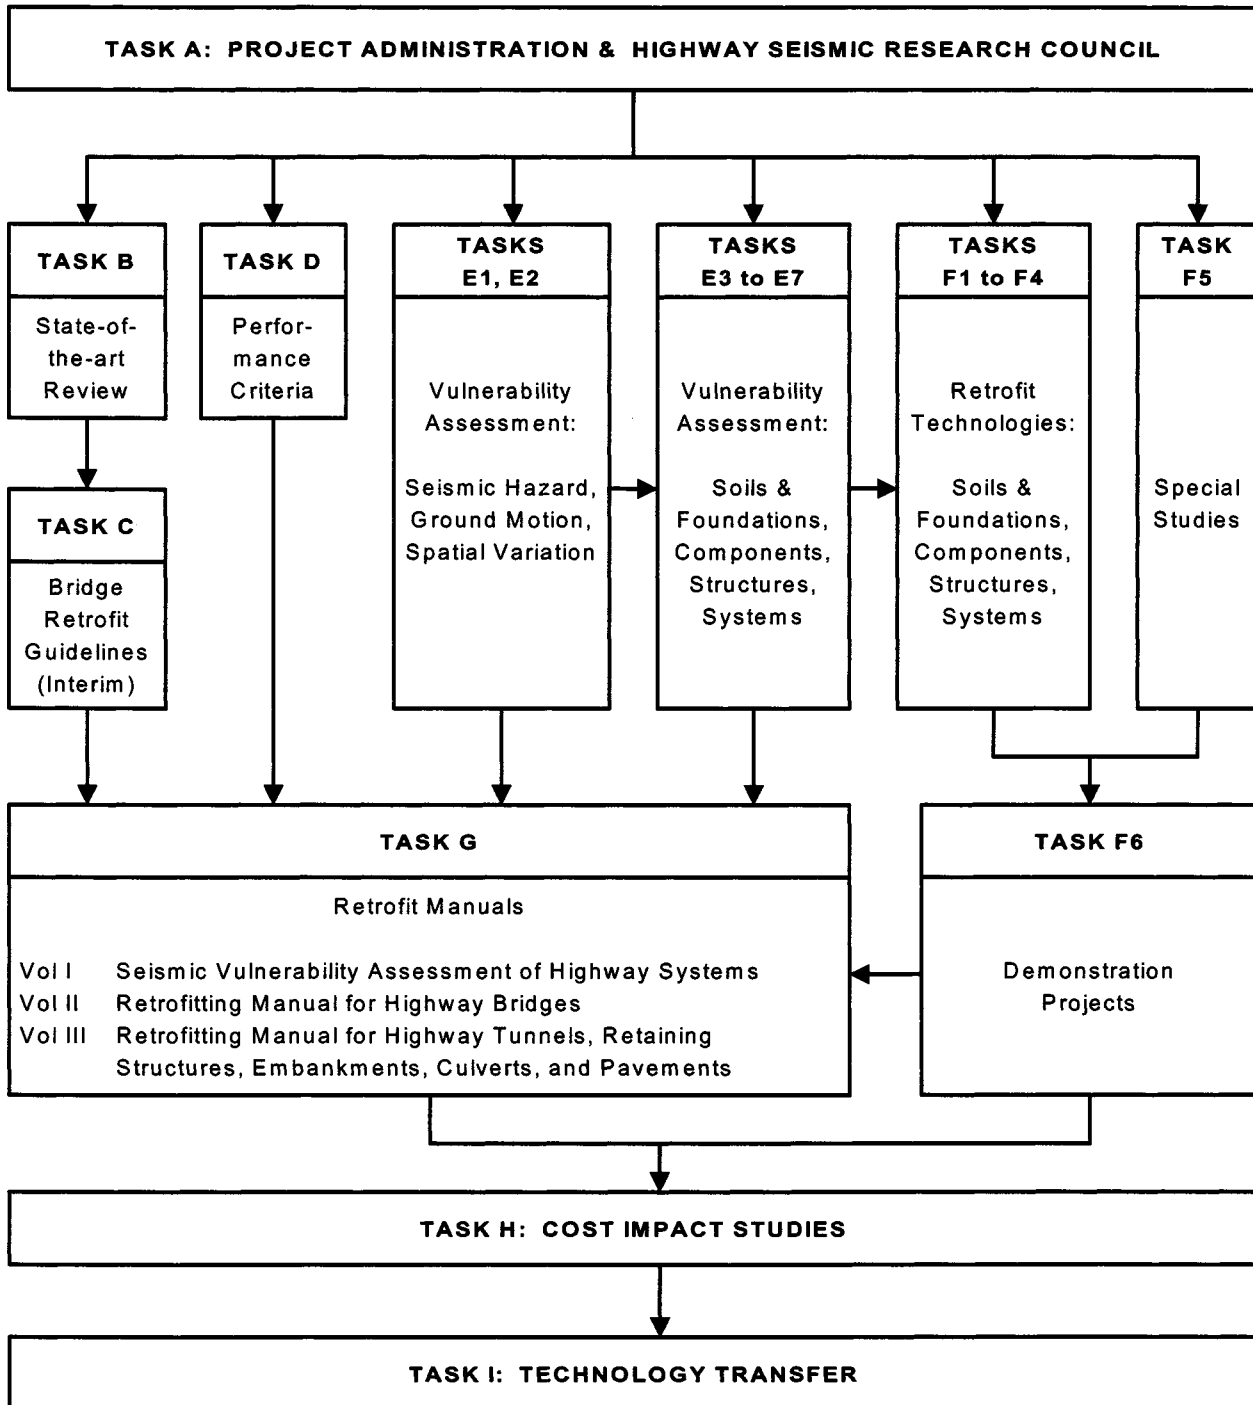 TASK A: PROJECT ADMINISTRATION & HIGHWAY SEISMIC RESEARCH COUNCIL
TASK B
State-of-
the-art
Review
TASK D
Perfor-
mance
Criteria
TASKS
E1, E2
Vulnerability
Assessment:
Seismic Hazard,
Ground Motion,
Spatial Variation
TASKS
E3 to E7
Vulnerability
Assessment:
Soils &
Foundations,
Components,
Structures,
Systems
TASKS
F1 to F4
Retrofit
Technologies:
Soils &
Foundations,
Components,
Structures,
Systems
TASK
F5
Special
Studies
TASK C
Bridge
Retrofit
Guidelines
(Interim)
TASK G
Retrofit Manuals
Vol I Seismic Vulnerability Assessment of Highway Systems
Vol II Retrofitting Manual for Highway Bridges
Vol III Retrofitting Manual for Highway Tunnels, Retaining
Structures, Embankments, Culverts, and Pavements
TASK F6
Demonstration
Projects
TASK H: COST IMPACT STUDIES
TASK I: TECHNOLOGY TRANSFER